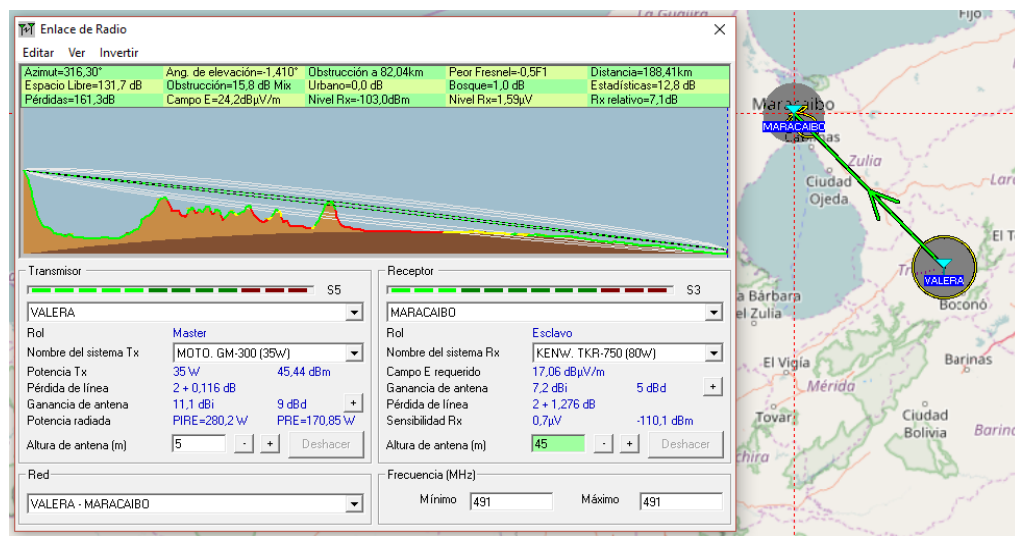 Enlace de Radio
Editar Ver Invertir
Azimut=316,30° Ang. de elevación=-1,410° Obstrucción a 82,04km Peor Fresnel=-0,5F1 Distancia=188,41km
Espacio Libre=131,7 dB Obstrucción=15,8 dB Mix Urbano=0,0 dB Bosque=1,0 dB Estadísticas=12,8 dB
Pérdidas=161,3dB Campo E=24,2dBµV/m Nivel Rx=-103,0dBm Nivel Rx=1,59µV Rx relativo=7,1dB
Transmisor
S5
VALERA
Rol Master
Nombre del sistema Tx MOTO. GM-300 (35W)
Potencia Tx 35 W 45,44 dBm
Pérdida de línea 2 + 0,116 dB
Ganancia de antena 11,1 dBi 9 dBd +
Potencia radiada PIRE=280,2 W PRE=170,85 W
Altura de antena (m) 5 - + Deshacer
Receptor
S3
MARACAIBO
Rol Esclavo
Nombre del sistema Rx KENW. TKR-750 (80W)
Campo E requerido 17,06 dBµV/m
Ganancia de antena 7,2 dBi 5 dBd +
Pérdida de línea 2 + 1,276 dB
Sensibilidad Rx 0,7µV -110,1 dBm
Altura de antena (m) 45 - + Deshacer
Red
VALERA - MARACAIBO
Frecuencia (MHz)
Mínimo 491 Máximo 491
La Guajira
Fijo
Maracaibo
MARACAIBO
Zulia
Ciudad
Ojeda
VALERA
Boconó
a Bárbara
el Zulia
El Vigía
Barinas
Mérida
Tovar
Ciudad
Bolivia